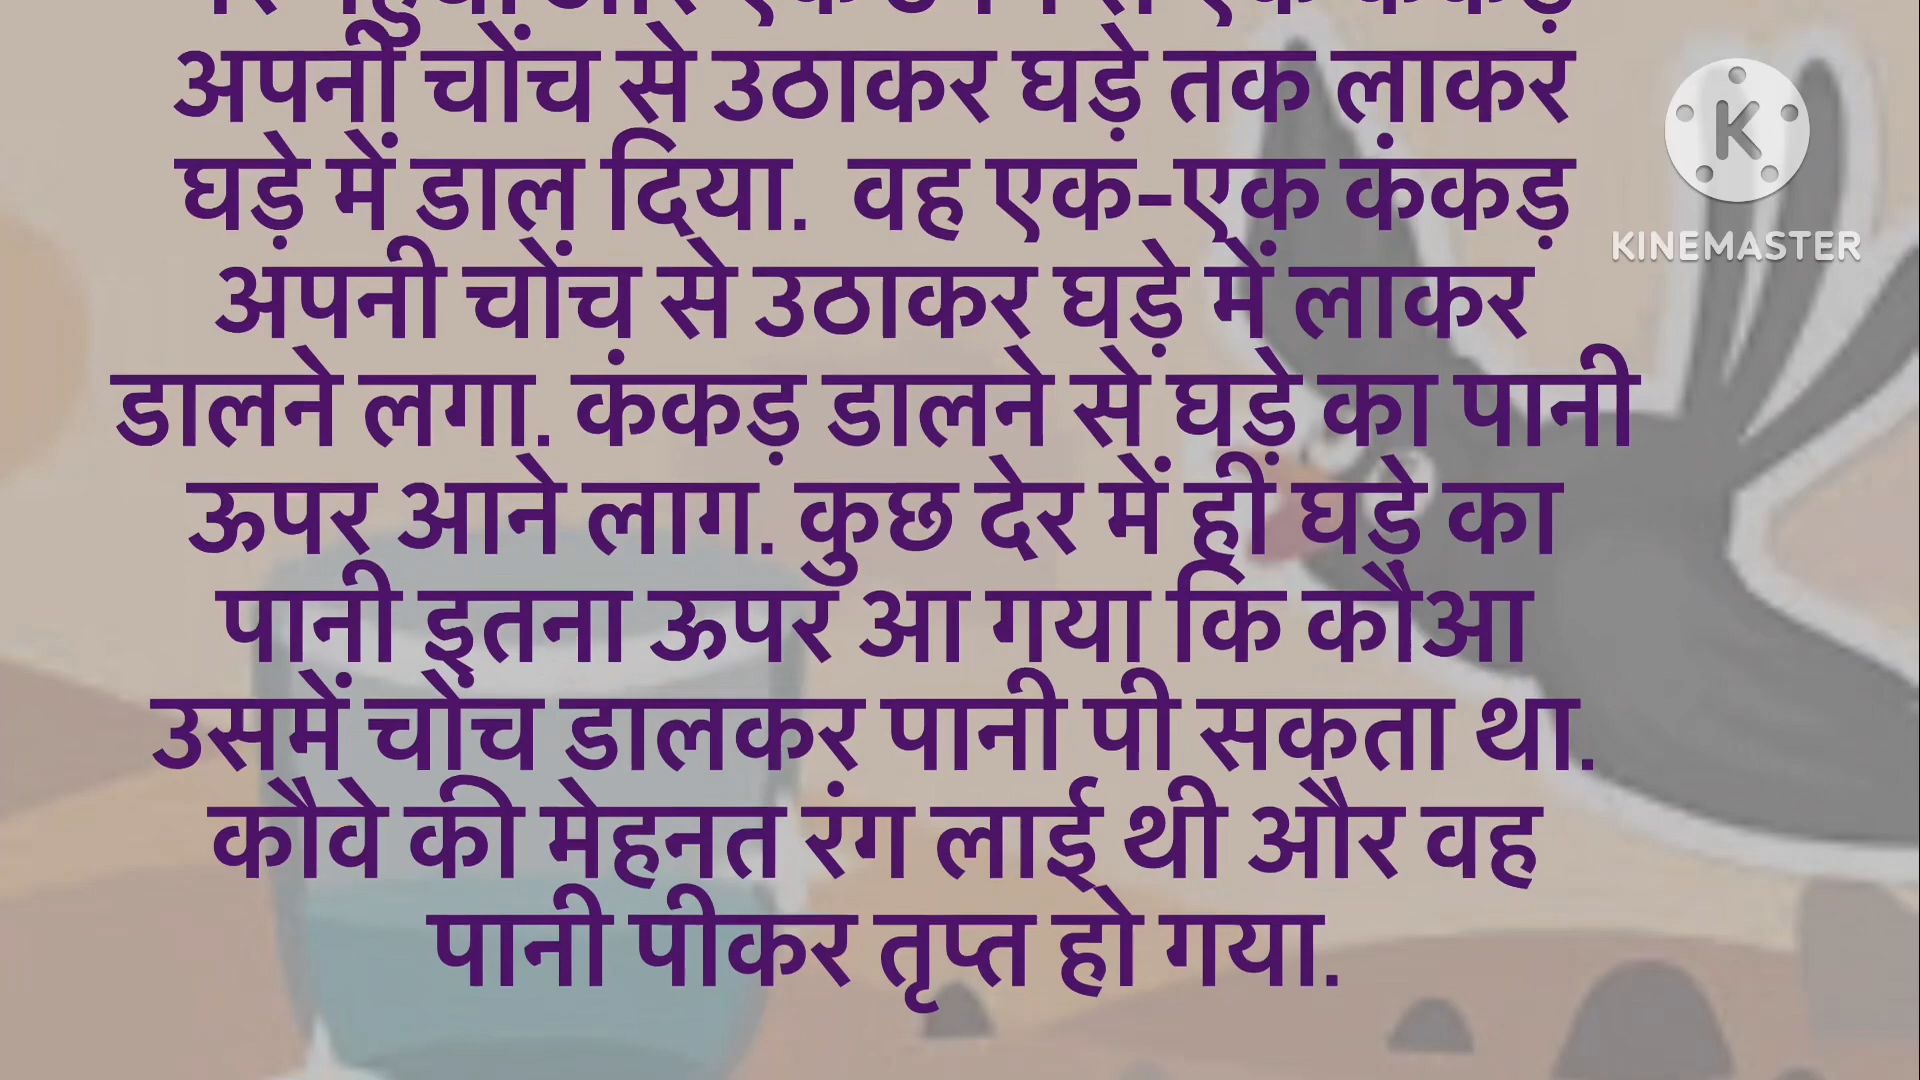 अपनी चोंच से उठाकर घड़े तक लाकर
घड़े में डाल दिया.  वह एक-एक कंकड़
अपनी चोंच से उठाकर घड़े में लाकर
डालने लगा. कंकड़ डालने से घड़े का पानी
ऊपर आने लाग. कुछ देर में ही घड़े का
पानी इतना ऊपर आ गया कि कौआ
उसमें चोंच डालकर पानी पी सकता था.
कौवे की मेहनत रंग लाई थी और वह
पानी पीकर तृप्त हो गया.
K
KINEMASTER